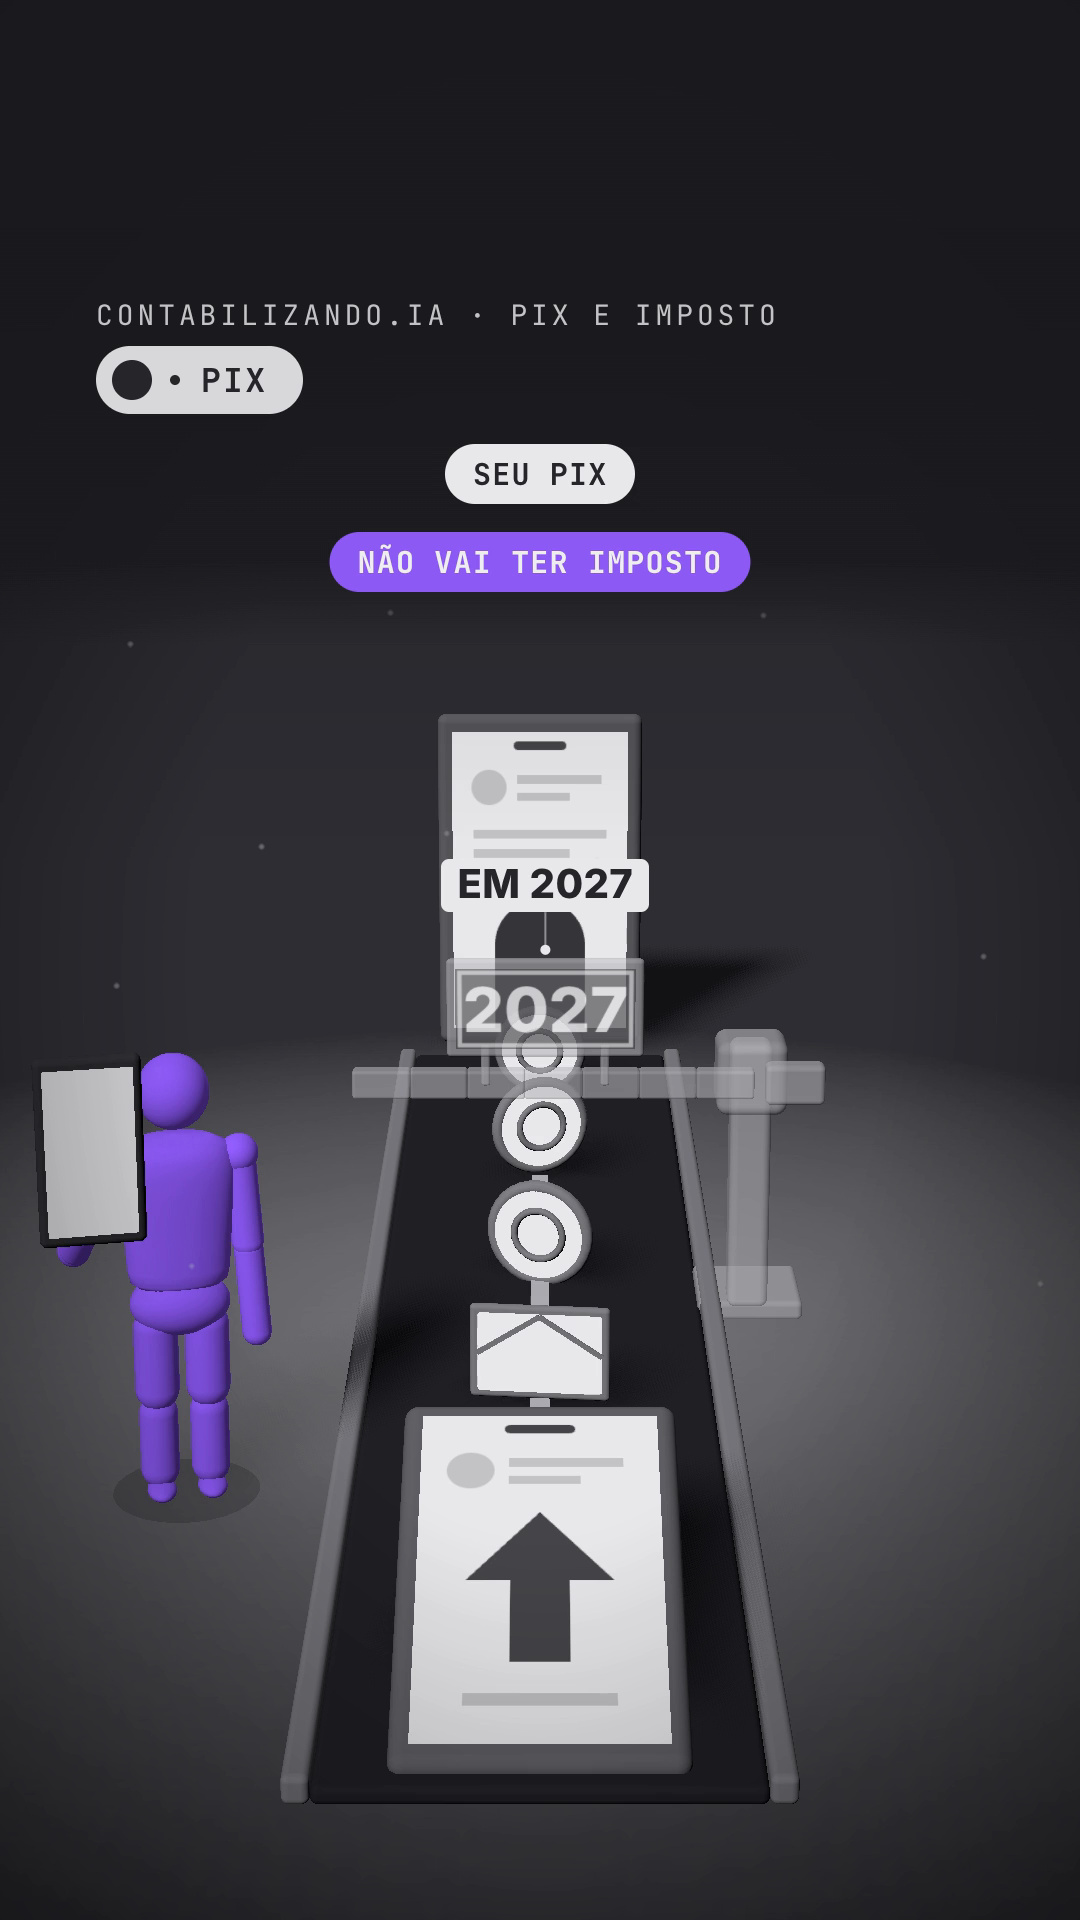 CONTABILIZANDO.IA · PIX E IMPOSTO
• PIX
SEU PIX
NÃO VAI TER IMPOSTO
EM 2027
2027